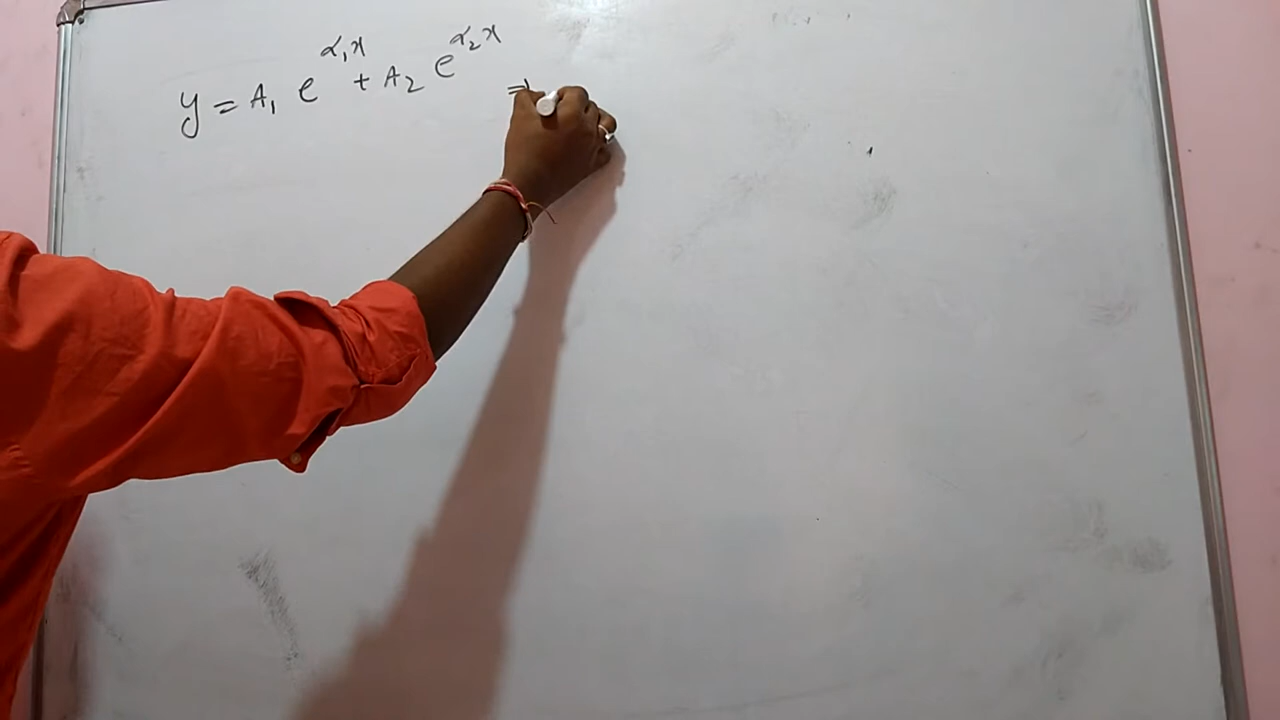 y = A₁ e^{α₁x} + A₂ e^{α₂x} ⇒